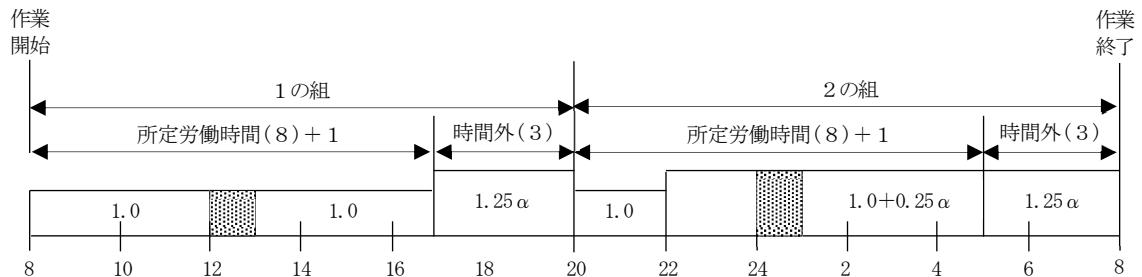 作業
開始
作業
終了
1の組
2の組
所定労働時間(8)+1
時間外(3)
所定労働時間(8)+1
時間外(3)
1.0
1.0
1.25α
1.0
1.0+0.25α
1.25α
8
10
12
14
16
18
20
22
24
2
4
6
8